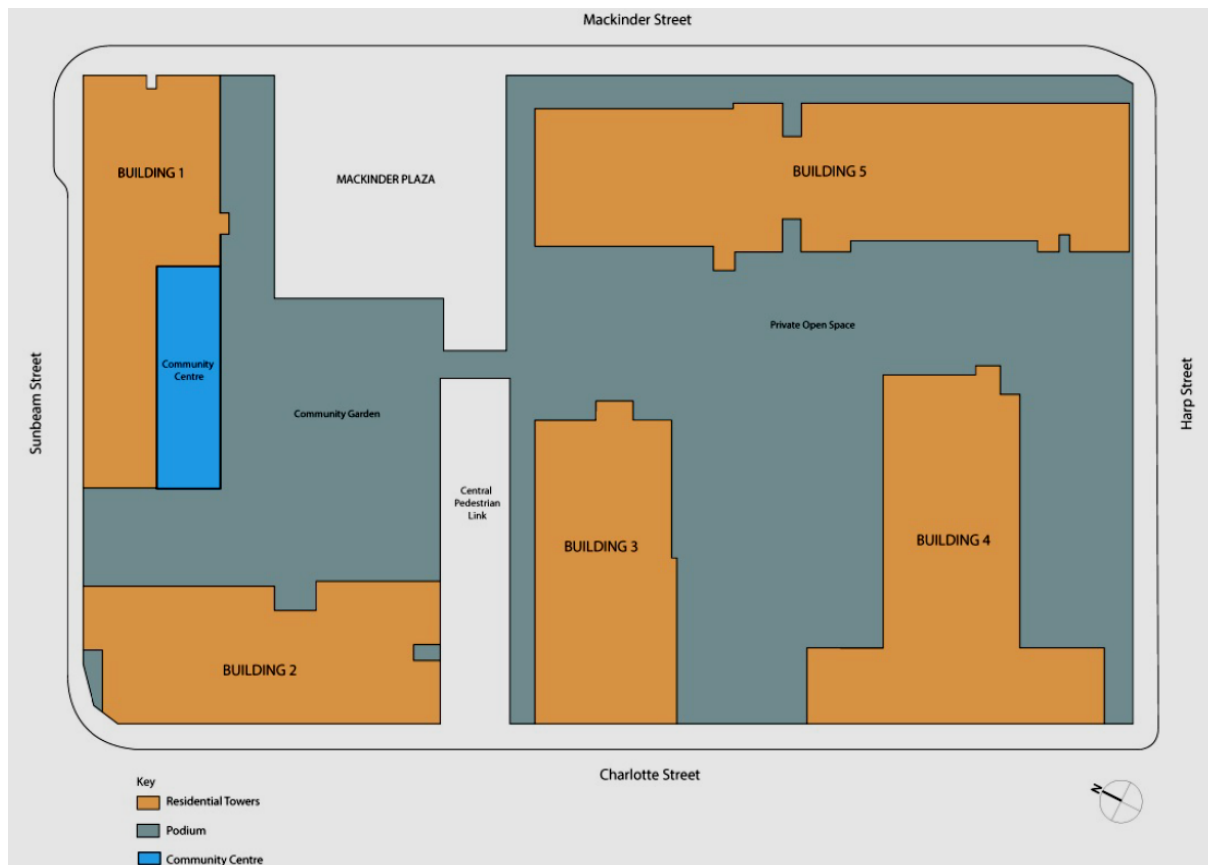 Mackinder Street
BUILDING 1
MACKINDER PLAZA
BUILDING 5
Private Open Space
Community
Centre
Community Garden
Sunbeam Street
Harp Street
Central
Pedestrian
Link
BUILDING 3
BUILDING 4
BUILDING 2
Charlotte Street
Key
Residential Towers
Podium
Community Centre
N